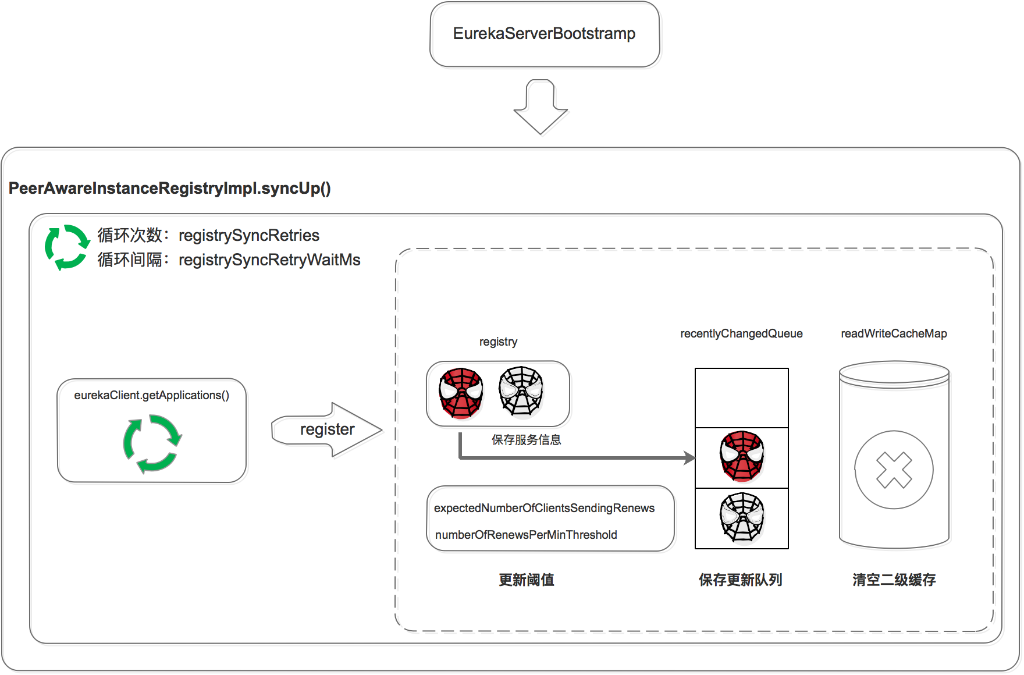 EurekaServerBootstramp
PeerAwareInstanceRegistryImpl.syncUp()
循环次数：registrySyncRetries
循环间隔：registrySyncRetryWaitMs
eurekaClient.getApplications()
register
registry
保存服务信息
expectedNumberOfClientsSendingRenews
numberOfRenewsPerMinThreshold
更新阈值
recentlyChangedQueue
保存更新队列
readWriteCacheMap
清空二级缓存